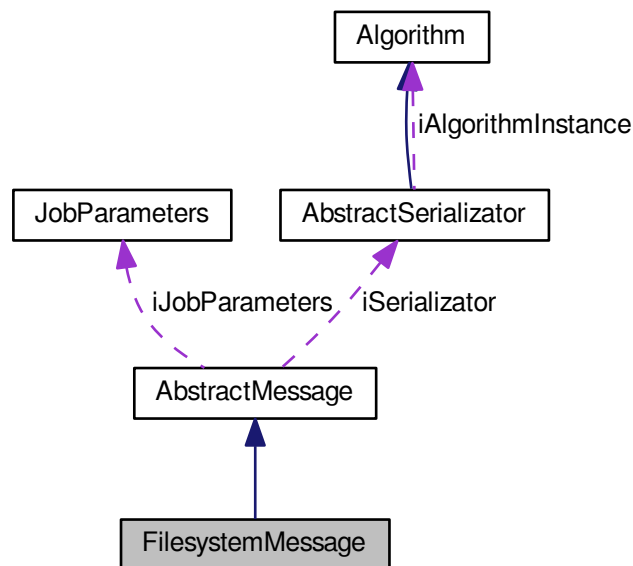 Algorithm
iAlgorithmInstance
JobParameters
AbstractSerializator
iJobParameters
iSerializator
AbstractMessage
FilesystemMessage